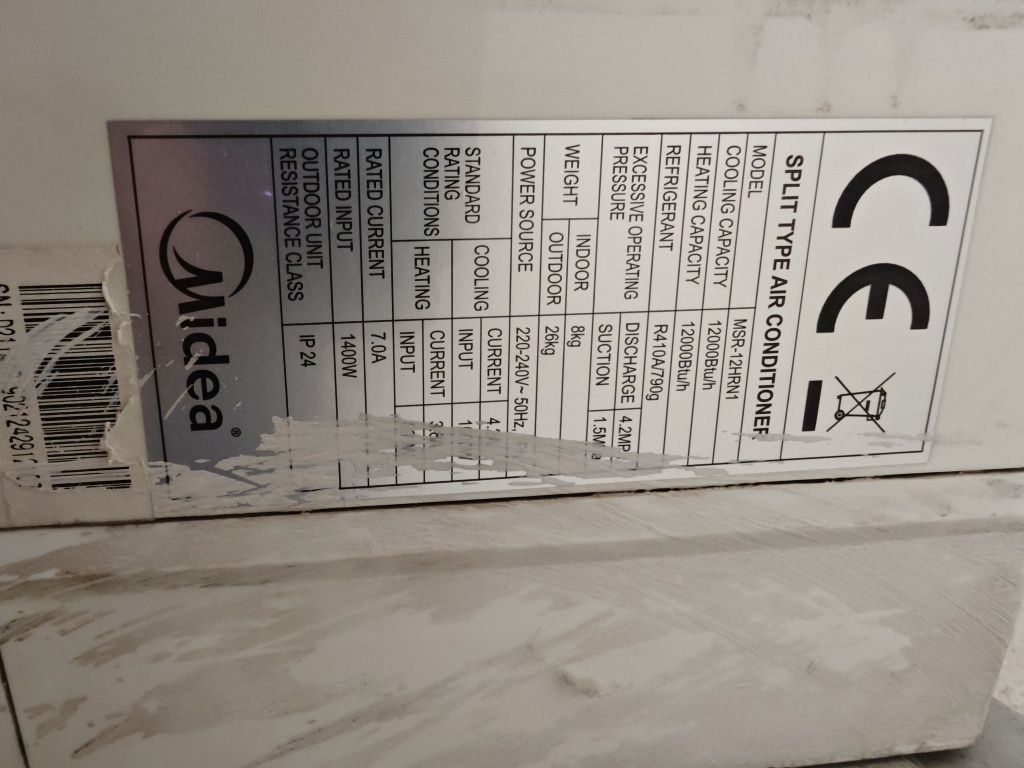 CE
SPLIT TYPE AIR CONDITIONER
MODEL MSR-12HRN1
COOLING CAPACITY 12000Btu/h
HEATING CAPACITY 12000Btu/h
REFRIGERANT R410A/790g
EXCESSIVE OPERATING PRESSURE DISCHARGE 4.2MP
SUCTION 1.5M
WEIGHT INDOOR 8kg
OUTDOOR 26kg
POWER SOURCE 220-240V~ 50Hz,
STANDARD RATING CONDITIONS COOLING CURRENT
INPUT
HEATING CURRENT
INPUT
RATED CURRENT 7.0A
RATED INPUT 1400W
OUTDOOR UNIT RESISTANCE CLASS IP 24
Midea ®